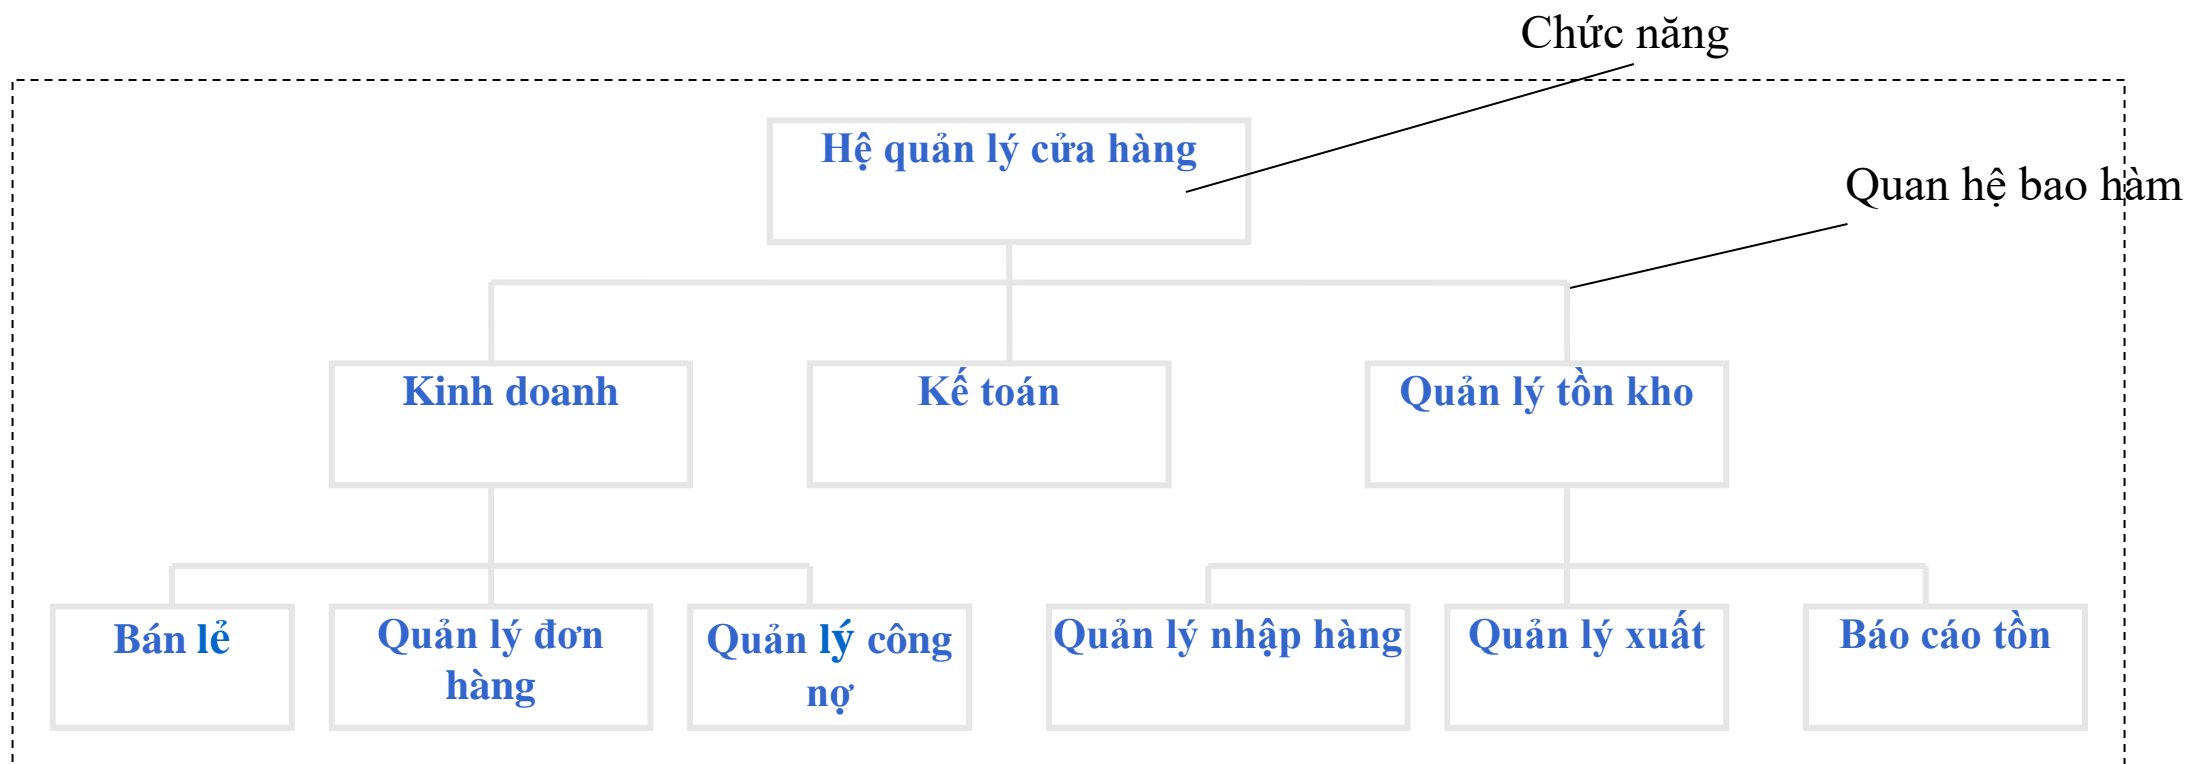 Chức năng
Hệ quản lý cửa hàng
Quan hệ bao hàm
Kinh doanh
Kế toán
Quản lý tồn kho
Bán lẻ
Quản lý đơn
hàng
Quản lý công
nợ
Quản lý nhập hàng
Quản lý xuất
Báo cáo tồn